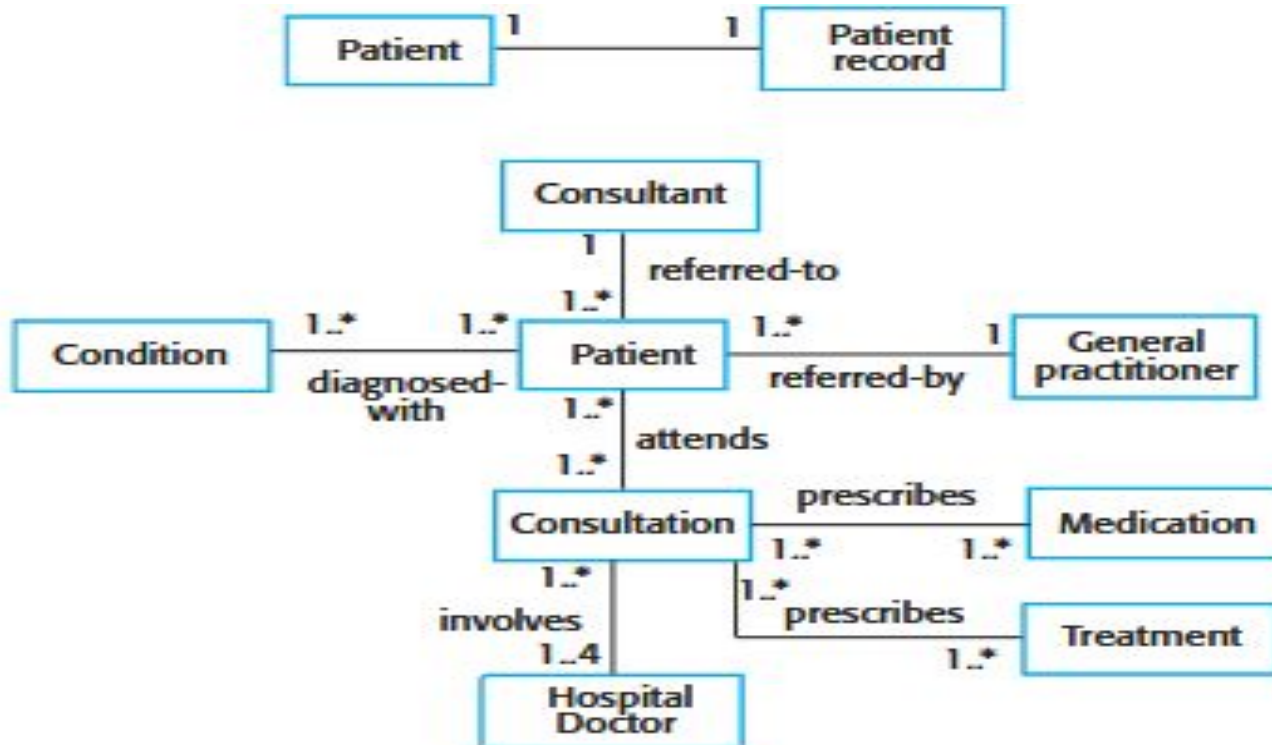 1
1
Patient
Patient
record
Consultant
1
referred-to
1..*
1..*
1..*
1..*
1
Condition
Patient
General
practitioner
diagnosed-
with
referred-by
1..*
attends
1..*
prescribes
Consultation
Medication
1..*
1..*
1..*
1..*
prescribes
involves
Treatment
1..4
1..*
Hospital
Doctor